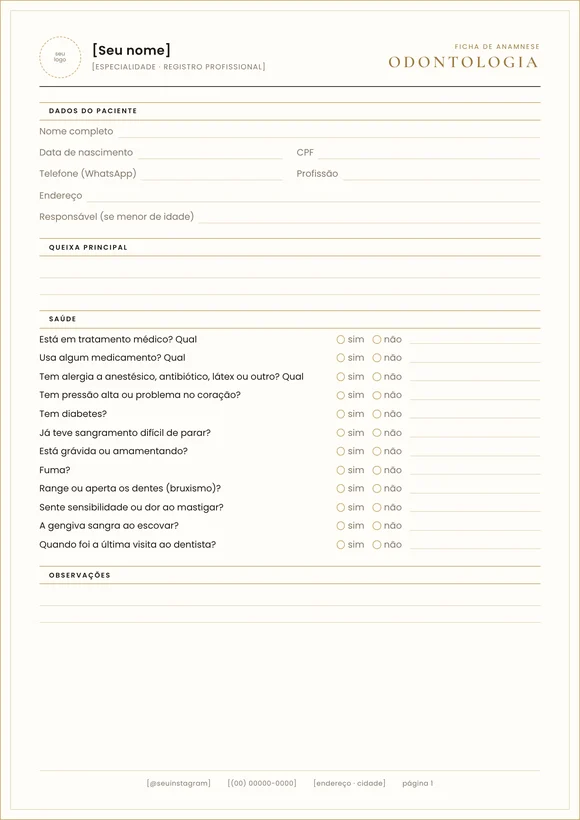 seu
logo
[Seu nome]
[ESPECIALIDADE · REGISTRO PROFISSIONAL]
FICHA DE ANAMNESE
ODONTOLOGIA
DADOS DO PACIENTE
Nome completo
Data de nascimento CPF
Telefone (WhatsApp) Profissão
Endereço
Responsável (se menor de idade)
QUEIXA PRINCIPAL
SAÚDE
Está em tratamento médico? Qual sim não
Usa algum medicamento? Qual sim não
Tem alergia a anestésico, antibiótico, látex ou outro? Qual sim não
Tem pressão alta ou problema no coração? sim não
Tem diabetes? sim não
Já teve sangramento difícil de parar? sim não
Está grávida ou amamentando? sim não
Fuma? sim não
Range ou aperta os dentes (bruxismo)? sim não
Sente sensibilidade ou dor ao mastigar? sim não
A gengiva sangra ao escovar? sim não
Quando foi a última visita ao dentista? sim não
OBSERVAÇÕES
[@seuinstagram] [(00) 00000-0000] [endereço · cidade] página 1